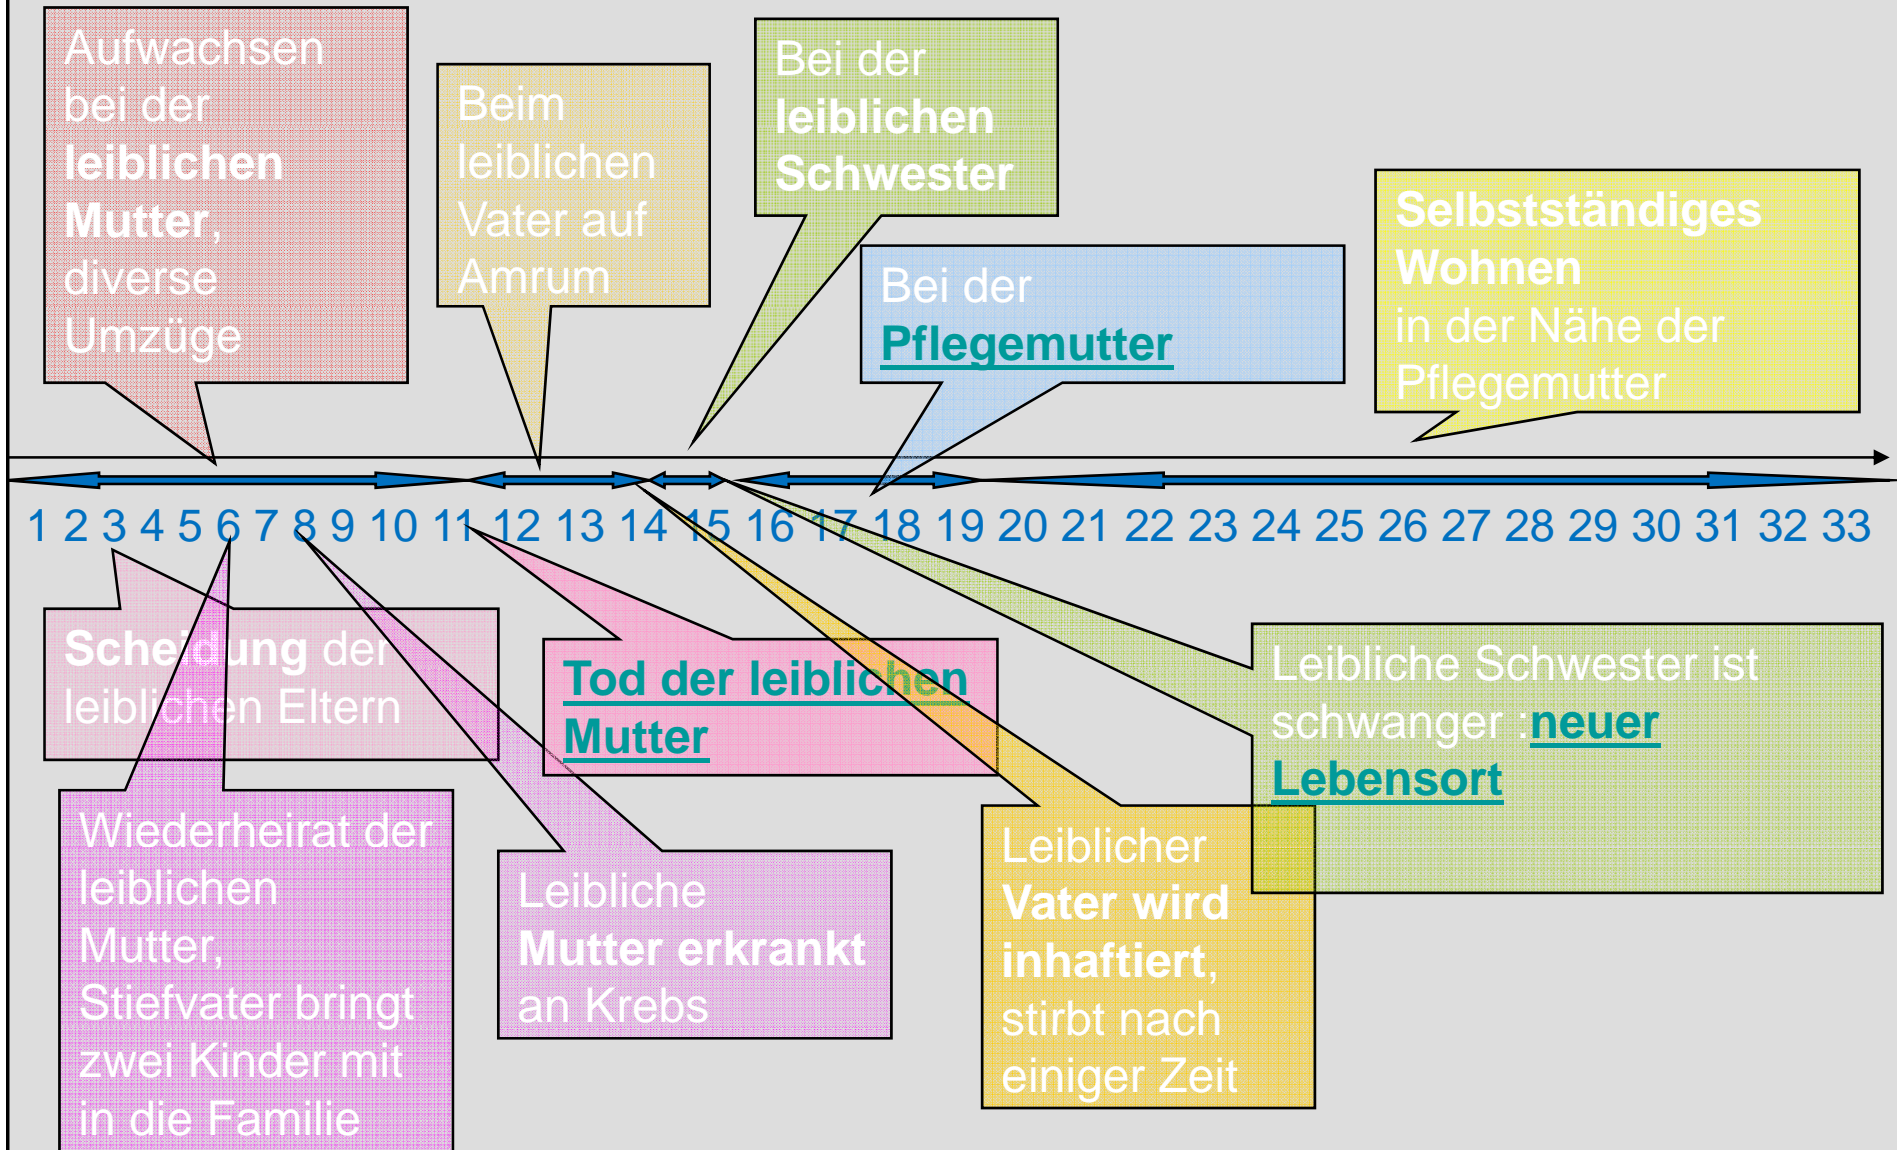 Aufwachsen
bei der
leiblichen
Mutter,
diverse
Umzüge
Beim
leiblichen
Vater auf
Amrum
Bei der
leiblichen
Schwester
Bei der
Pflegemutter
Selbstständiges
Wohnen
in der Nähe der
Pflegemutter
1 2 3 4 5 6 7 8 9 10 11 12 13 14 15 16 17 18 19 20 21 22 23 24 25 26 27 28 29 30 31 32 33
Scheidung der
leiblichen Eltern
Tod der leiblichen
Mutter
Leibliche Schwester ist
schwanger :neuer
Lebensort
Wiederheirat der
leiblichen
Mutter,
Stiefvater bringt
zwei Kinder mit
in die Familie
Leibliche
Mutter erkrankt
an Krebs
Leiblicher
Vater wird
inhaftiert,
stirbt nach
einiger Zeit